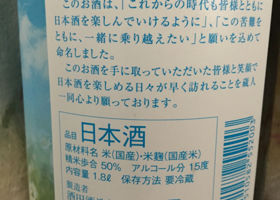 このお酒は、「これからの時代も皆様とともに
日本酒を楽しんでいけるように」、「この苦難を
ともに、一緒に乗り越えたい」と願いを込めて
命名しました。
このお酒を手に取っていただいた皆様と笑顔で
日本酒を楽しめる日々が早く訪れることを蔵人
一同心より願っております。
品目 日本酒
原材料名 米(国産)・米麹(国産米)
精米歩合 50% アルコール分 15度
内容量 1.8ℓ 保存方法 要冷蔵
製造者